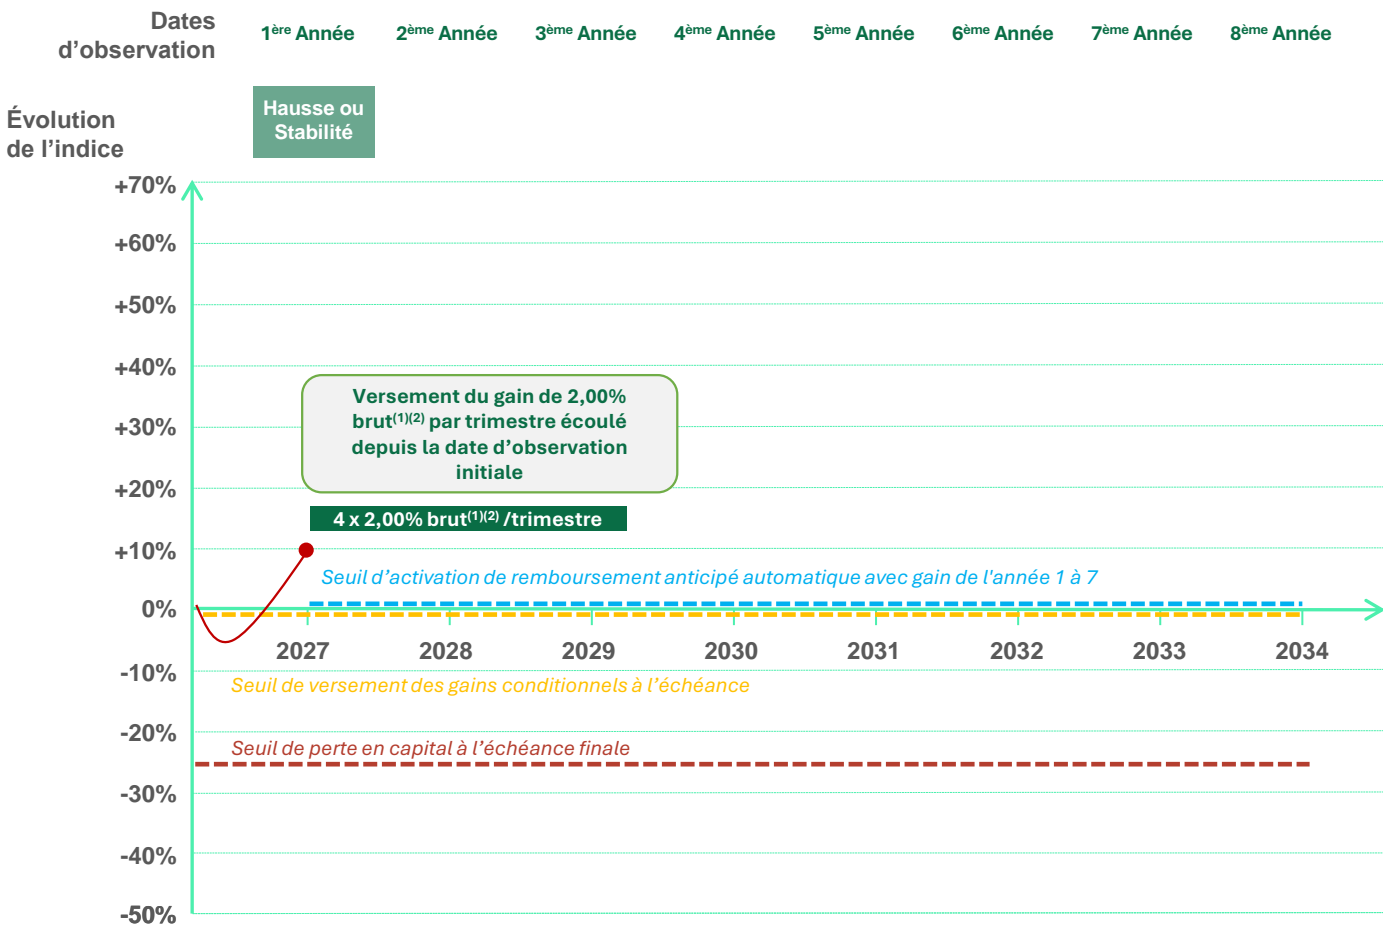 Dates
d’observation
1ère Année 2ème Année 3ème Année 4ème Année 5ème Année 6ème Année 7ème Année 8ème Année
Hausse ou
Stabilité
Évolution
de l’indice
+70%
+60%
+50%
+40%
Versement du gain de 2,00%
brut(1)(2) par trimestre écoulé
depuis la date d’observation
initiale
+30%
+20%
4 x 2,00% brut(1)(2) /trimestre
+10%
Seuil d’activation de remboursement anticipé automatique avec gain de l'année 1 à 7
0%
2027 2028 2029 2030 2031 2032 2033 2034
-10%
Seuil de versement des gains conditionnels à l’échéance
-20%
Seuil de perte en capital à l’échéance finale
-30%
-40%
-50%